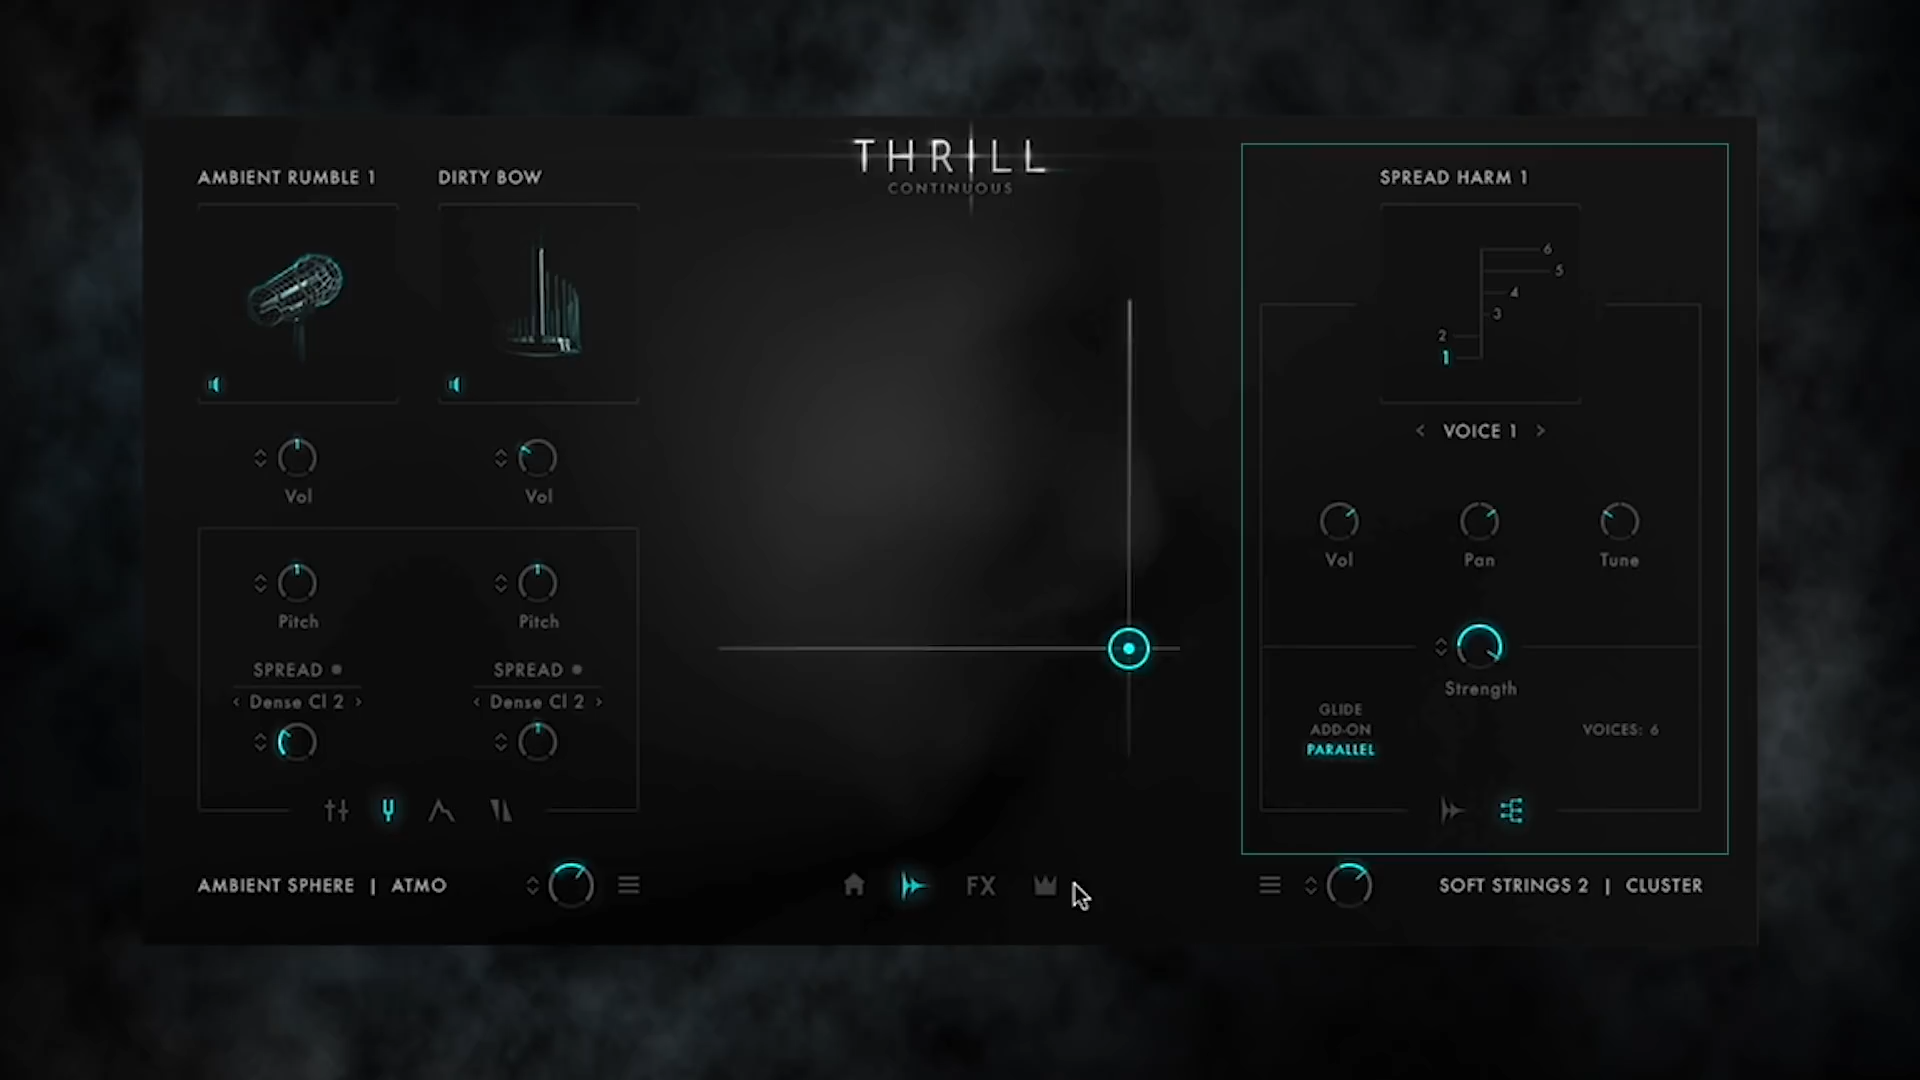 THRILL
CONTINUOUS
AMBIENT RUMBLE 1
DIRTY BOW
Vol
Vol
Pitch
Pitch
SPREAD
SPREAD
Dense Cl 2
Dense Cl 2
AMBIENT SPHERE | ATMO
FX
SPREAD HARM 1
6
5
4
3
2
1
VOICE 1
Vol
Pan
Tune
Strength
GLIDE
ADD-ON
PARALLEL
VOICES: 6
SOFT STRINGS 2 | CLUSTER